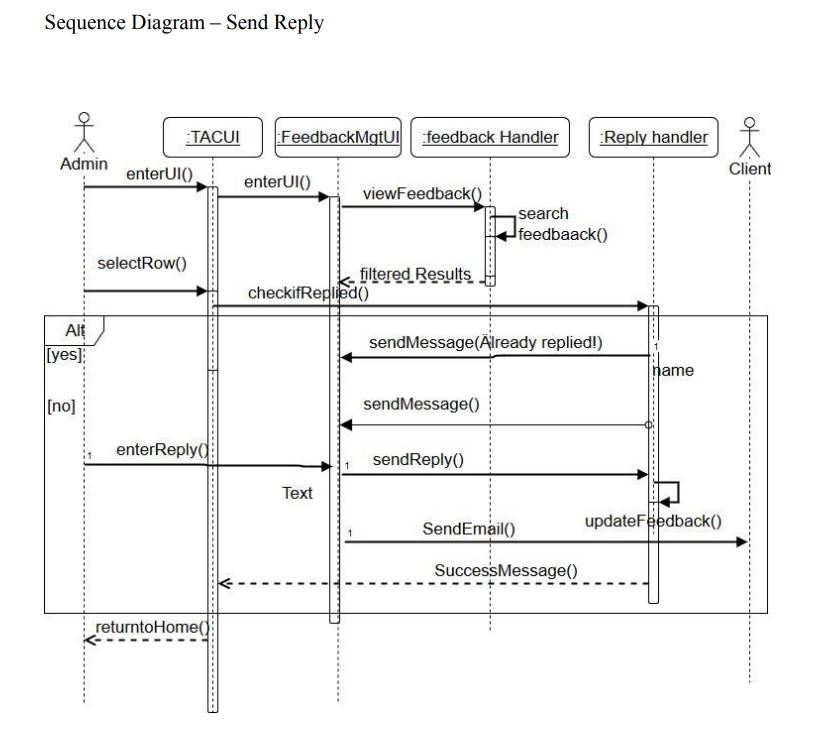 Sequence Diagram – Send Reply
:TACUI
:FeedbackMgtUI
:feedback Handler
:Reply handler
Admin
Client
enterUI()
enterUI()
viewFeedback()
search
feedbaack()
selectRow()
filtered Results
checkifReplied()
Alt
[yes]
sendMessage(Älready replied!)
1
name
[no]
sendMessage()
1
enterReply()
1
sendReply()
Text
updateFeedback()
1
SendEmail()
SuccessMessage()
returntoHome()